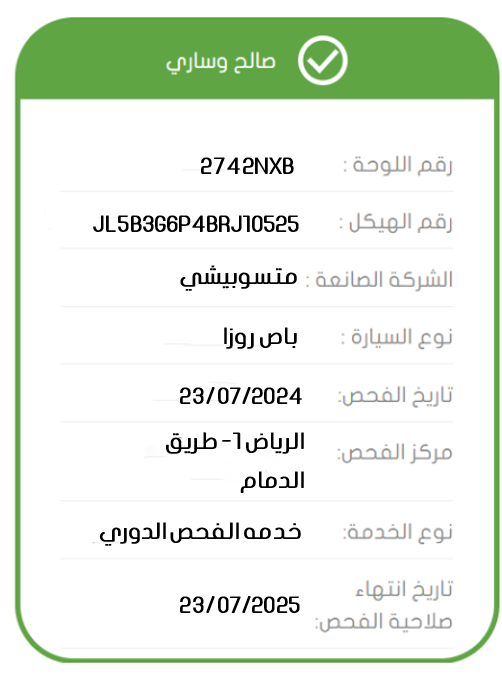 صالح وساري
رقم اللوحة : 2742NXB
رقم الهيكل : JL5B3G6P4BRJ10525
الشركة الصانعة : متسوبيشي
نوع السيارة : باص روزا
تاريخ الفحص: 23/07/2024
مركز الفحص: الرياض 1- طريق
الدمام
نوع الخدمة: خدمه الفحص الدوري
تاريخ انتهاء
صلاحية الفحص: 23/07/2025